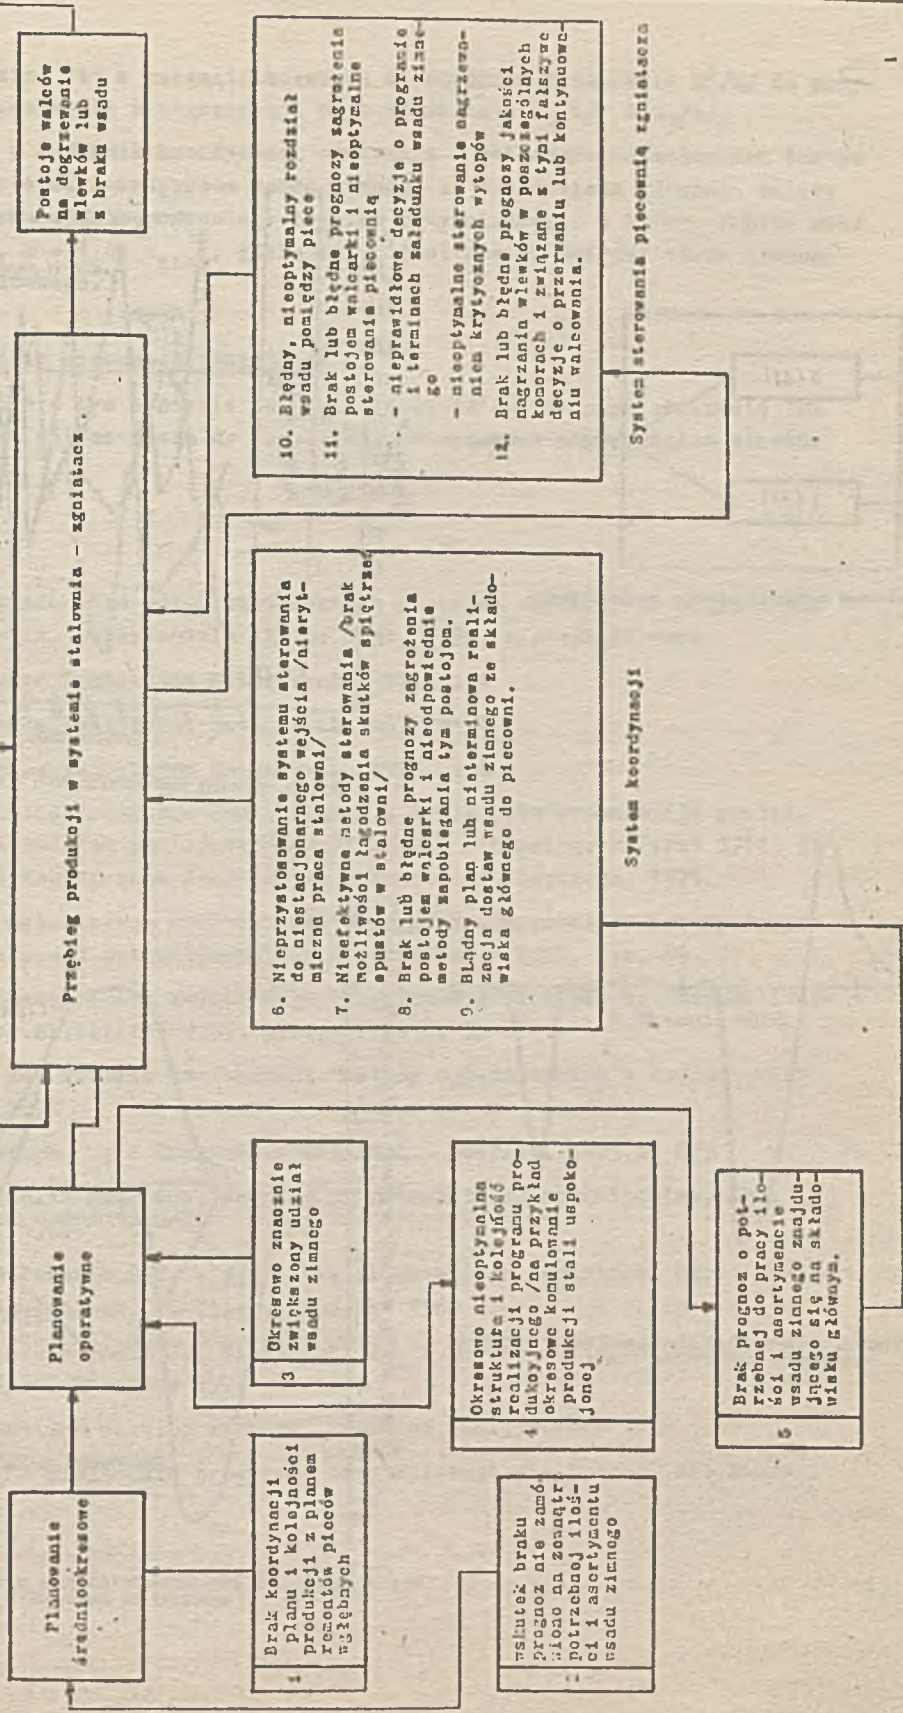 Planowanie
średniookresowe
Planowanie
operatywne
Przebieg produkcji w systemie stalownia - zgniatacz
Postoje walców
na dogrzewanie
wlewków lub
z braku wsadu
1
Brak koordynacji
planu i kolejności
produkcji z planem
remontów pieców
wgłębnych
2
wskutek braku
prognoz nie zamó-
wiono na zewnątrz
potrzebnej iloś-
ci i asortymentu
wsadu zimnego
3
Okresowo znacznie
zwiększony udział
wsadu zimnego
4
Okresowo nieoptymalna
struktura i kolejność
realizacji programu pro-
dukcyjnego /na przykład
okresowe komulowanie
produkcji stali uspoko-
jonej
5
Brak prognoz o pot-
rzebnej do pracy ilo-
ści i asortymencie
wsadu zimnego znajdu-
jącego się na składo-
wisku głównym.
6. Nieprzystosowanie systemu sterowania
do niestacjonarnego wejścia /nieryt-
miczna praca stalowni/
7. Nieefektywne metody sterowania /brak
możliwości łagodzenia skutków spiętrzeń
spustów w stalowni/
8. Brak lub błędne prognozy zagrożenia
postojem walcarki i nieodpowiednie
metody zapobiegania tym postojom.
9. BŁądny plan lub nieterminowa reali-
zacja dostaw wsadu zimnego ze składo-
wiska głównego do piecowni.
System koordynacji
10. Błędny, nieoptymalny rozdział
wsadu pomiędzy piece
11. Brak lub błędne prognozy zagrożenia
postojem walcarki i nieoptymalne
sterowania piecownią
- nieprawidłowe decyzje o programie
i terminach załadunku wsadu zimne-
go
- nieoptymalne sterowanie nagrzewa-
niem krytycznych wytopów
12. Brak lub błędne prognozy jakości
nagrzania wlewków w poszczególnych
komorach i związane z tymi fałszywe
decyzje o przerwaniu lub kontynuowa-
niu walcowania.
System sterowania piecownią zgniatacza